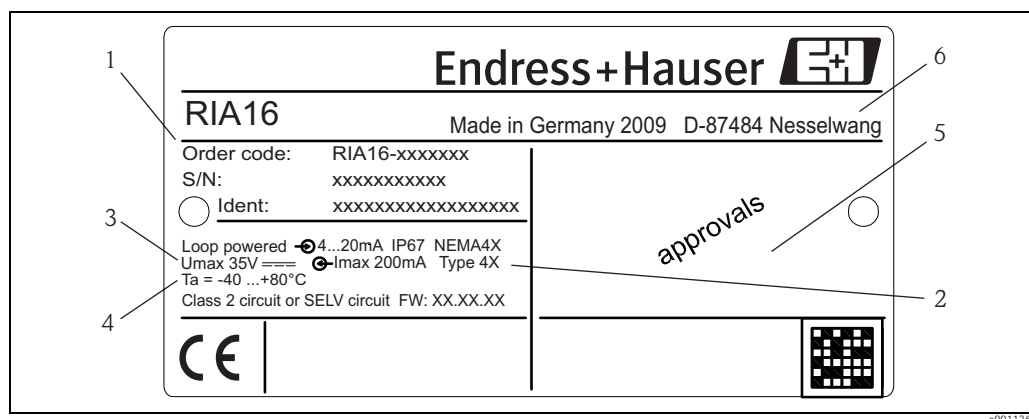 Endress+Hauser
RIA16
Made in Germany 2009 D-87484 Nesselwang
Order code: RIA16-xxxxxxx
S/N: xxxxxxxxxxx
Ident: xxxxxxxxxxxxxxxxxx
Loop powered 4...20mA IP67 NEMA4X
Umax 35V Imax 200mA Type 4X
Ta = -40 ...+80°C
Class 2 circuit or SELV circuit FW: XX.XX.XX
approvals
CE
1
3
4
6
5
2